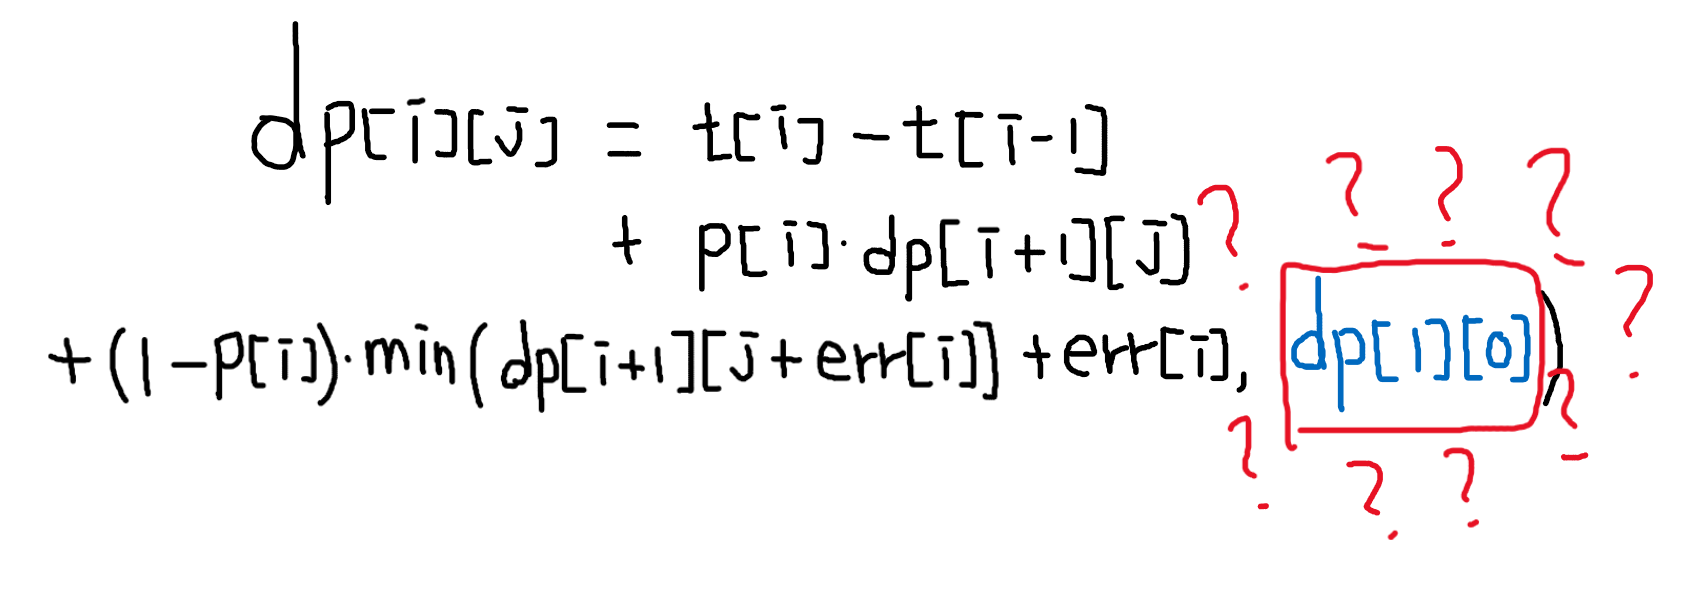 dp[i][j] = t[i] - t[i-1]
+ p[i]·dp[i+1][j]
+ (1-p[i])·min(dp[i+1][j+err[i]]+err[i], dp[1][0])
? ? ? ? ? ? ? ? ?